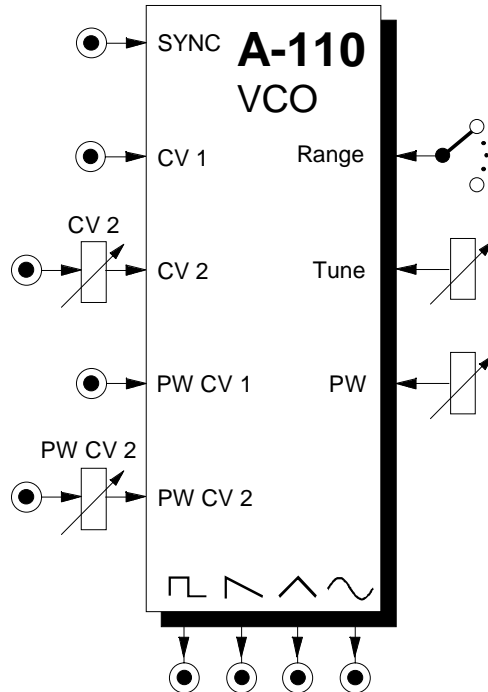 SYNC
A-110
VCO
CV 1
Range
CV 2
CV 2
Tune
PW CV 1
PW
PW CV 2
PW CV 2